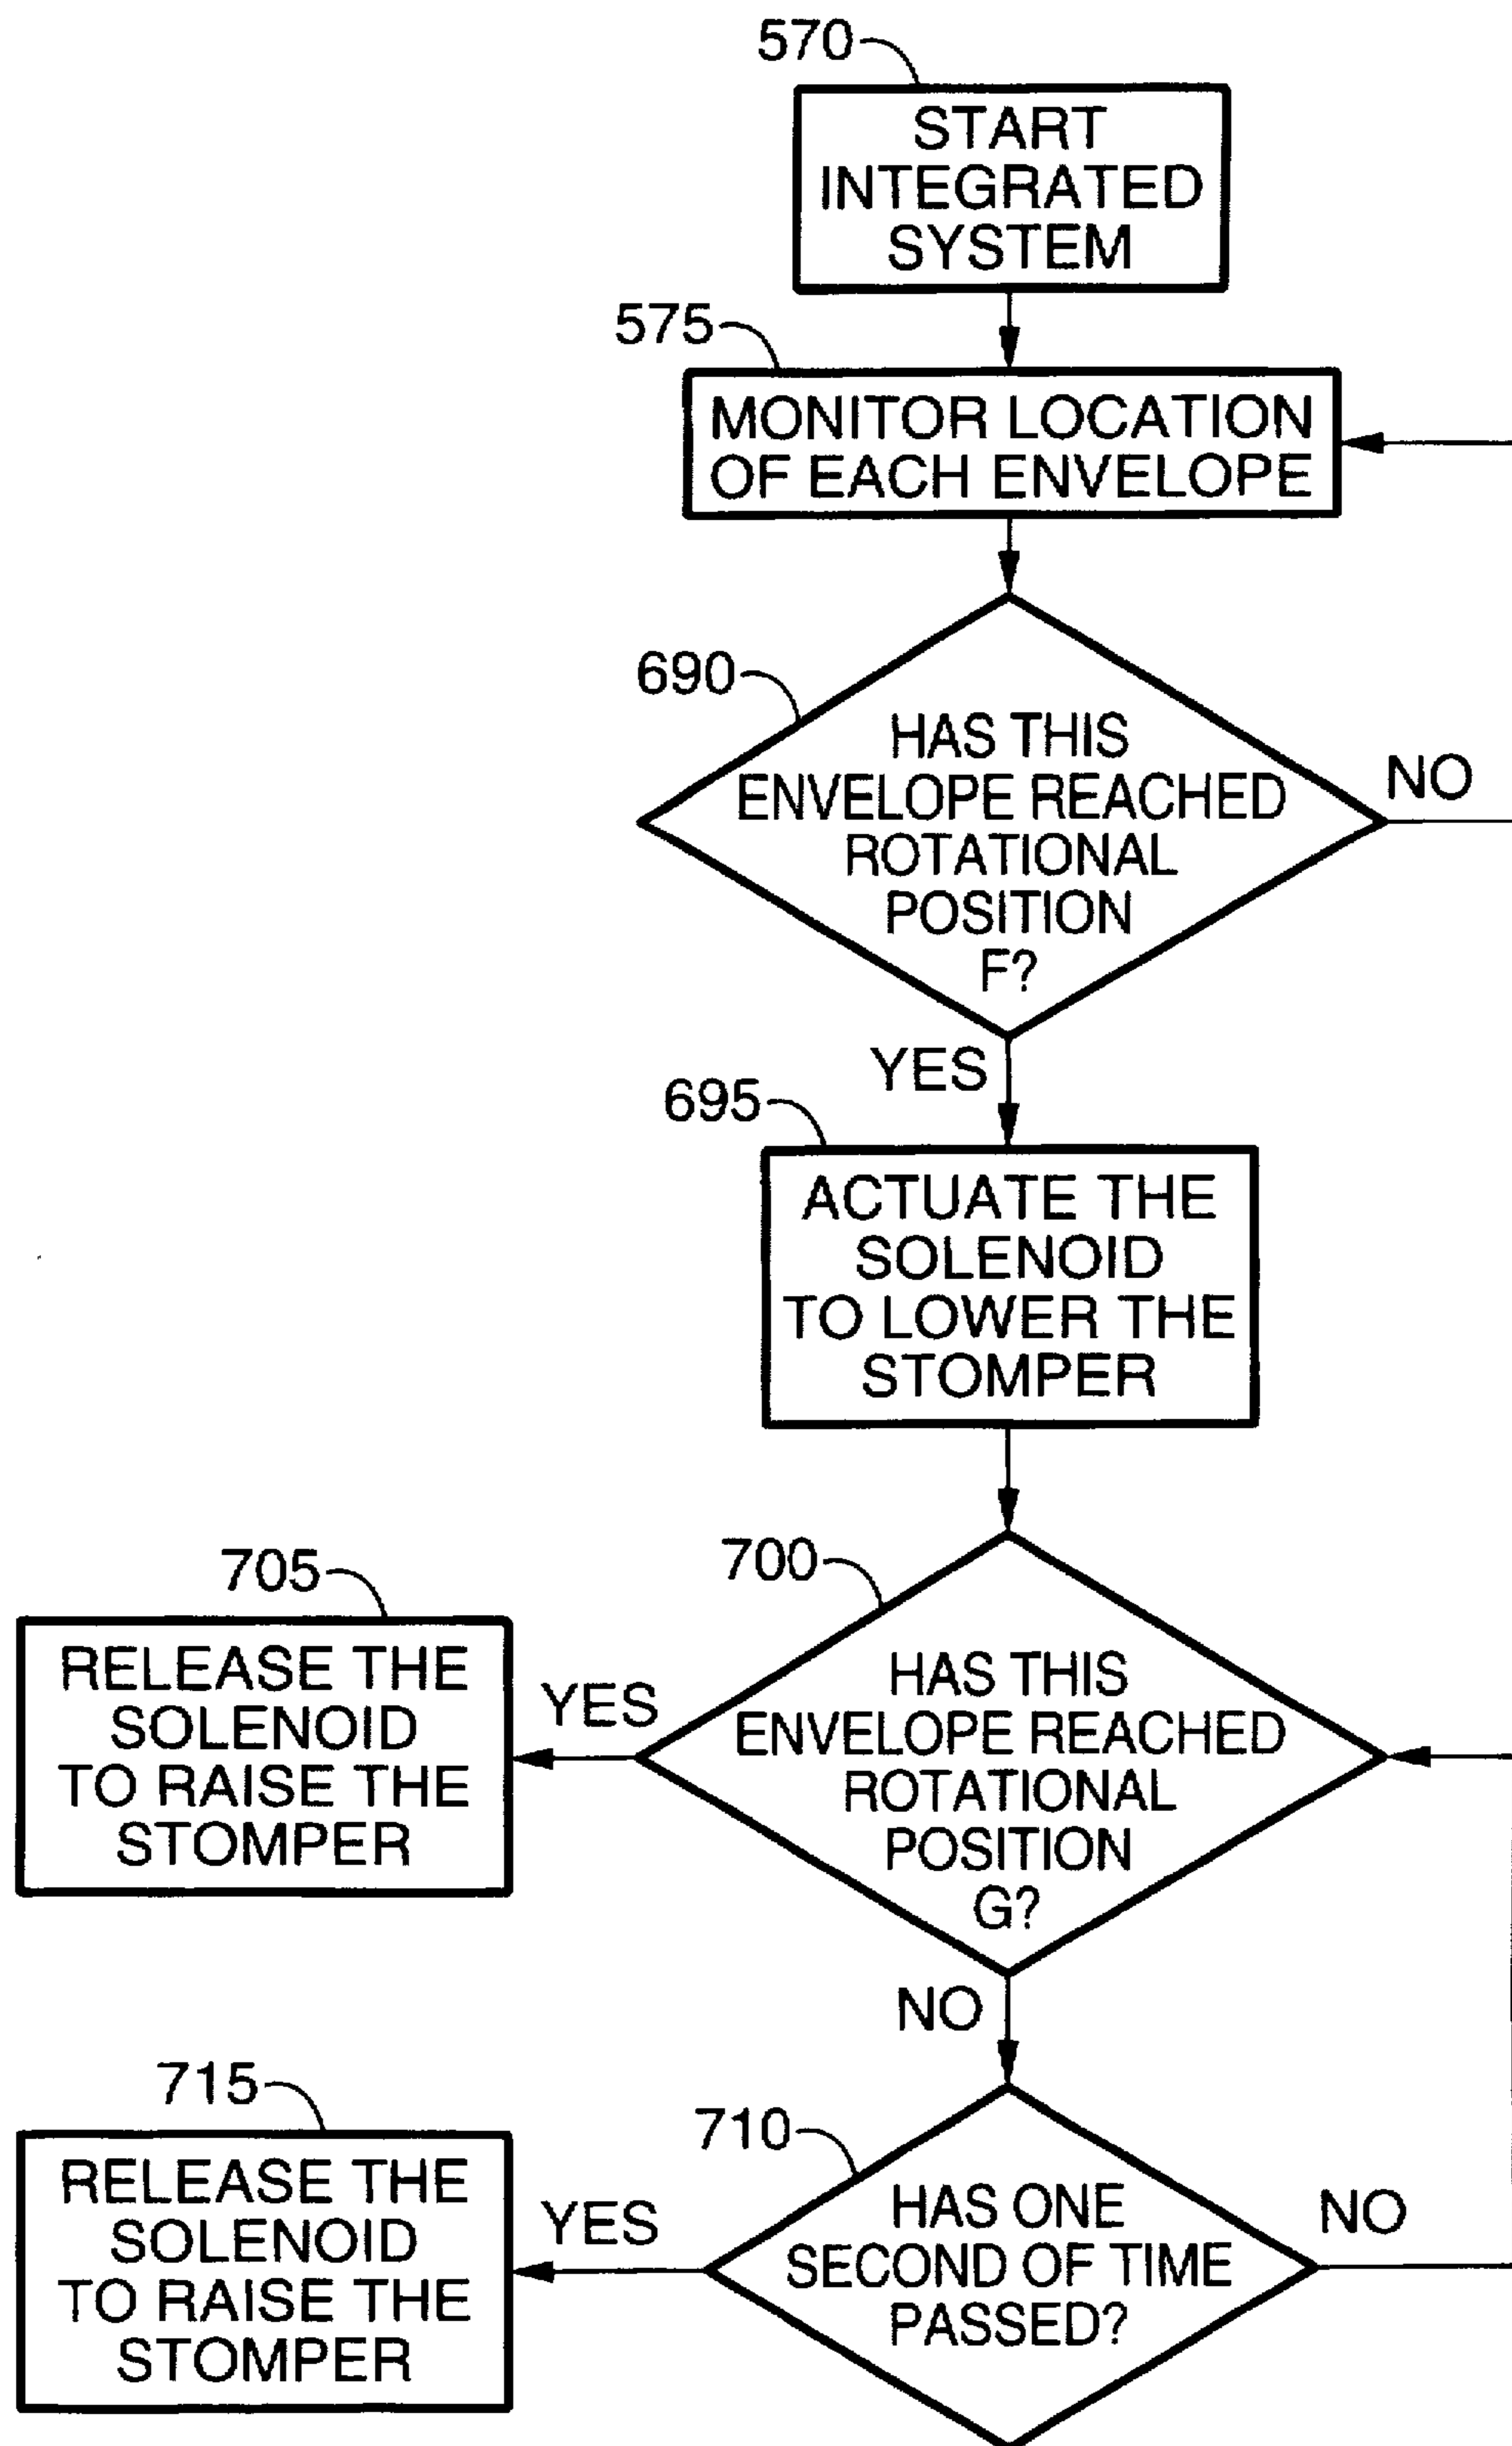 570
START
INTEGRATED
SYSTEM
575
MONITOR LOCATION
OF EACH ENVELOPE
690
HAS THIS
ENVELOPE REACHED
ROTATIONAL
POSITION
F?
NO
YES
695
ACTUATE THE
SOLENOID
TO LOWER THE
STOMPER
700
HAS THIS
ENVELOPE REACHED
ROTATIONAL
POSITION
G?
YES
705
RELEASE THE
SOLENOID
TO RAISE THE
STOMPER
NO
710
HAS ONE
SECOND OF TIME
PASSED?
NO
YES
715
RELEASE THE
SOLENOID
TO RAISE THE
STOMPER